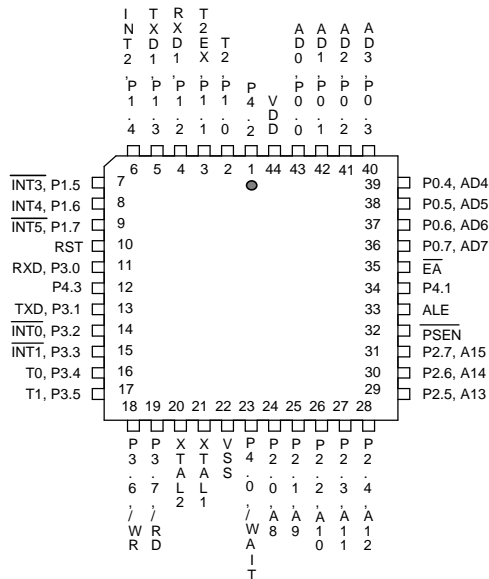 INT2, P1.4
TXD1, P1.3
RXD1, P1.2
T2EX, P1.1
T2, P1.0
P4.2
VDD
AD0, P0.0
AD1, P0.1
AD2, P0.2
AD3, P0.3
6 5 4 3 2 1 44 43 42 41 40
INT3, P1.5 7
INT4, P1.6 8
INT5, P1.7 9
RST 10
RXD, P3.0 11
P4.3 12
TXD, P3.1 13
INT0, P3.2 14
INT1, P3.3 15
T0, P3.4 16
T1, P3.5 17
39 P0.4, AD4
38 P0.5, AD5
37 P0.6, AD6
36 P0.7, AD7
35 EA
34 P4.1
33 ALE
32 PSEN
31 P2.7, A15
30 P2.6, A14
29 P2.5, A13
18 19 20 21 22 23 24 25 26 27 28
P3.6, /WR
P3.7, /RD
XTAL2
XTAL1
VSS
P4.0, /WAIT
P2.0, A8
P2.1, A9
P2.2, A10
P2.3, A11
P2.4, A12